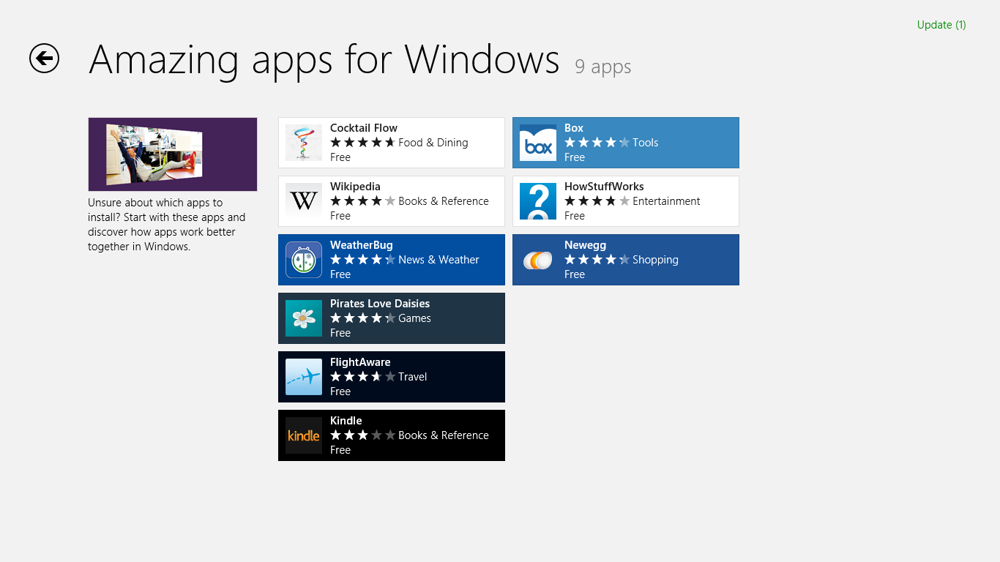 Update (1)
Amazing apps for Windows 9 apps
Unsure about which apps to
install? Start with these apps and
discover how apps work better
together in Windows.
Cocktail Flow
Food & Dining
Free
W
Wikipedia
Books & Reference
Free
WeatherBug
News & Weather
Free
Pirates Love Daisies
Games
Free
FlightAware
Travel
Free
kindle
Kindle
Books & Reference
Free
box
Box
Tools
Free
?
HowStuffWorks
Entertainment
Free
Newegg
Shopping
Free